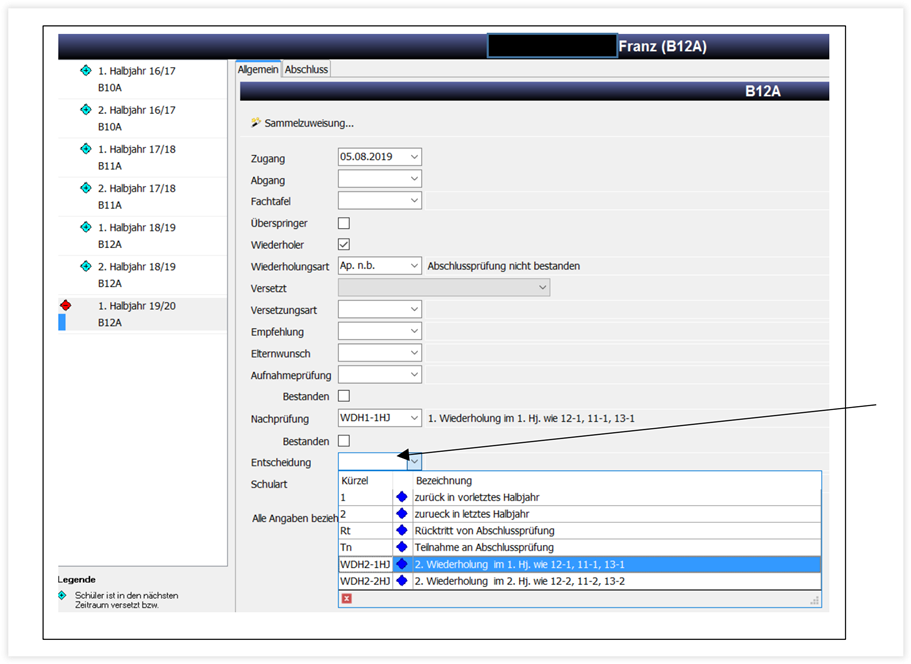 Franz (B12A)
1. Halbjahr 16/17
B10A
2. Halbjahr 16/17
B10A
1. Halbjahr 17/18
B11A
2. Halbjahr 17/18
B11A
1. Halbjahr 18/19
B12A
2. Halbjahr 18/19
B12A
1. Halbjahr 19/20
B12A
Legende
Schüler ist in den nächsten
Zeitraum versetzt bzw.
Allgemein Abschluss
B12A
Sammelzuweisung...
Zugang 05.08.2019
Abgang
Fachtafel
Überspringer
Wiederholer
Wiederholungsart Ap. n.b. Abschlussprüfung nicht bestanden
Versetzt
Versetzungsart
Empfehlung
Elternwunsch
Aufnahmeprüfung
Bestanden
Nachprüfung WDH1-1HJ 1. Wiederholung im 1. Hj. wie 12-1, 11-1, 13-1
Bestanden
Entscheidung
Schulart
Alle Angaben bezieh
Kürzel Bezeichnung
1 zurück in vorletztes Halbjahr
2 zurueck in letztes Halbjahr
Rt Rücktritt von Abschlussprüfung
Tn Teilnahme an Abschlussprüfung
WDH2-1HJ 2. Wiederholung im 1. Hj. wie 12-1, 11-1, 13-1
WDH2-2HJ 2. Wiederholung im 2. Hj. wie 12-2, 11-2, 13-2